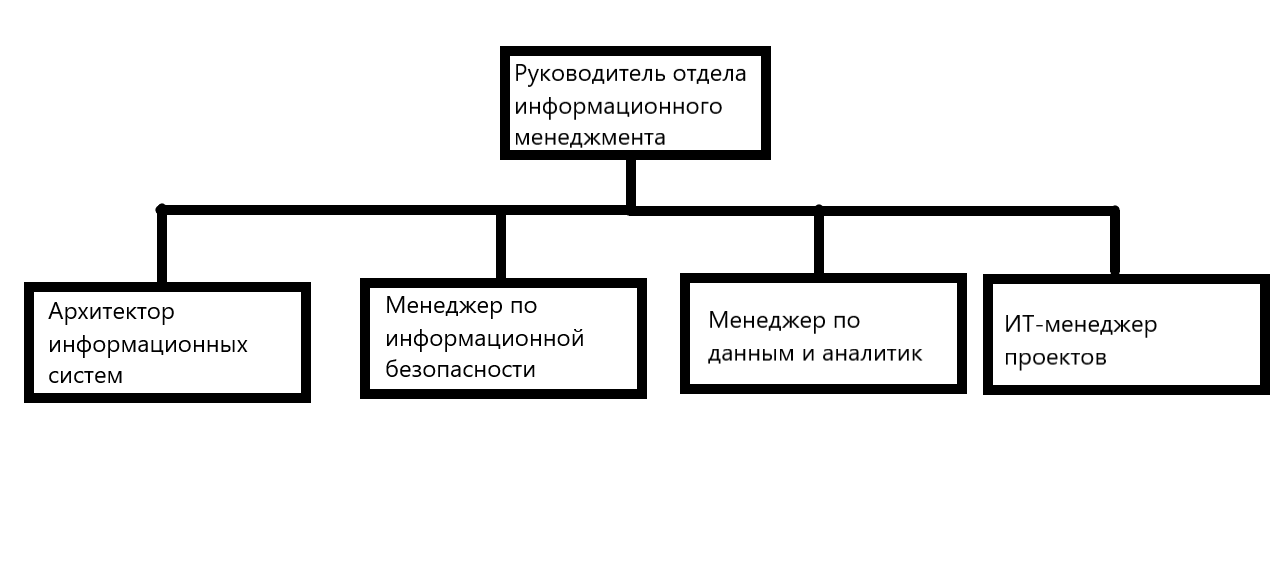 Руководитель отдела
информационного
менеджмента
Архитектор
информационных
систем
Менеджер по
информационной
безопасности
Менеджер по
данным и аналитик
ИТ-менеджер
проектов